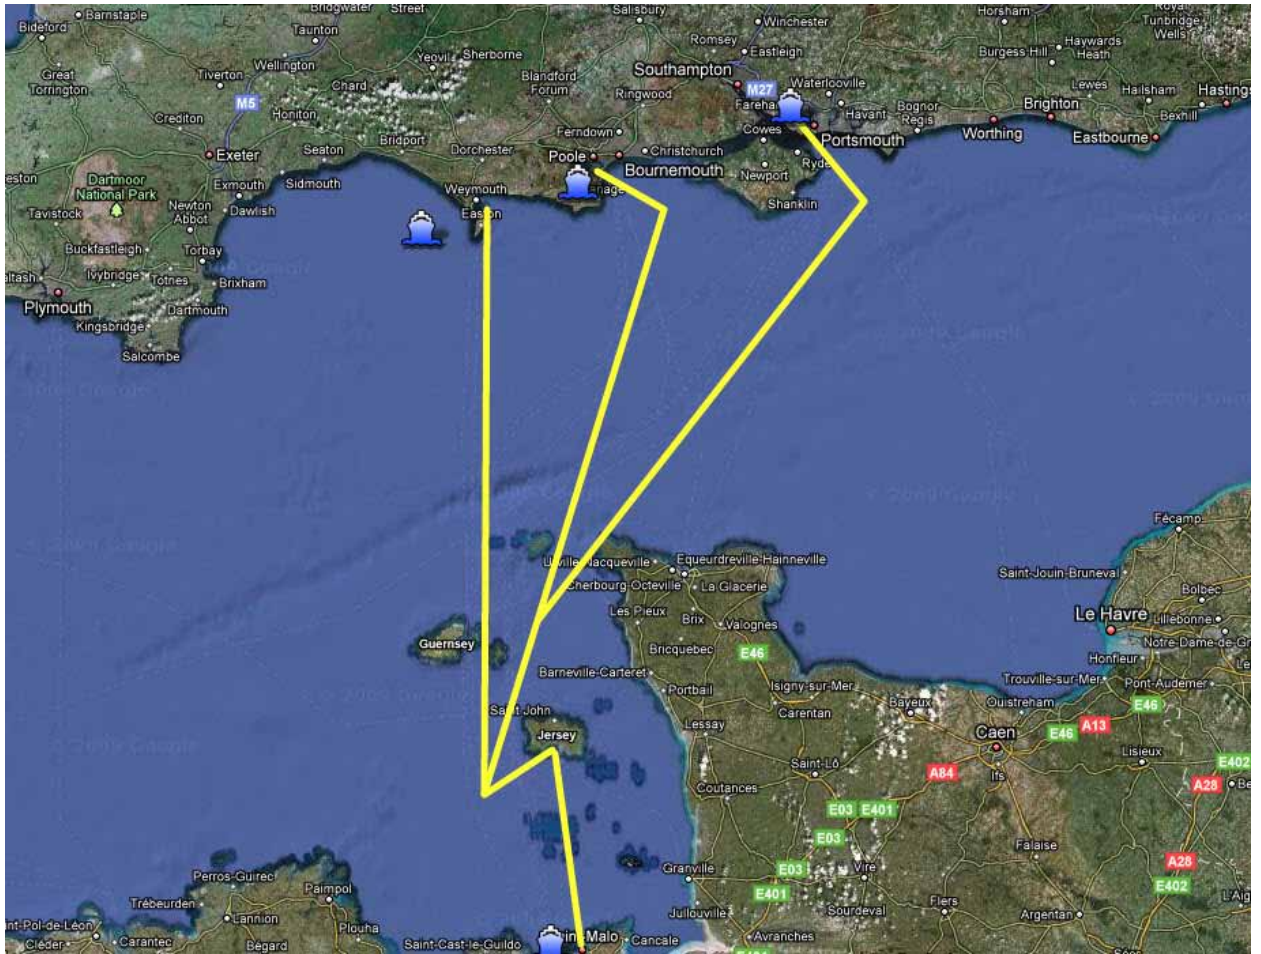 Barnstaple
Bideford
Bridgwater
Street
Salisbury
Winchester
Horsham
Royal
Tunbridge
Wells
Taunton
Yeovil
Sherborne
Romsey
Eastleigh
Burgess Hill
Haywards
Heath
Great
Torrington
Tiverton
Wellington
Chard
Blandford
Forum
Ringwood
Southampton
M27
Waterlooville
Lewes
Hailsham
Hastings
M5
Crediton
Honiton
Havant
Bognor
Regis
Worthing
Brighton
Bexhill
Eastbourne
Exeter
Seaton
Bridport
Dorchester
Ferndown
Poole
Christchurch
Bournemouth
Cowes
Portsmouth
Ryde
Newport
Shanklin
Dartmoor
National Park
Exmouth
Sidmouth
Weymouth
Easton
Tavistock
Newton
Abbot
Dawlish
Buckfastleigh
Torbay
Ivybridge
Totnes
Brixham
Plymouth
Dartmouth
Kingsbridge
Salcombe
Fécamp
Equeurdreville-Hainneville
Cherbourg-Octeville
La Glacerie
Saint-Jouin-Bruneval
Bolbec
Les Pieux
Brix
Valognes
Le Havre
Lillebonne
Guernsey
Bricquebec
E46
Notre-Dame-de-Gr
Honfleur
Barneville-Carteret
Portbail
Isigny-sur-Mer
Trouville-sur-Mer
Pont-Audemer
Saint John
Jersey
Lessay
Carentan
Bayeux
Ouistreham
E46
A13
E46
Caen
Lisieux
E402
Saint-Lô
A84
Ifs
A28
Coutances
E03
E401
E03
Falaise
Granville
E03
Vire
A28
E402
E401
Perros-Guirec
Paimpol
Trébeurden
Lannion
Jullouville
Sourdeval
Flers
Argentan
Plouha
Cléder
Carantec
Bégard
Saint-Cast-le-Guildo
Cancale
Avranches